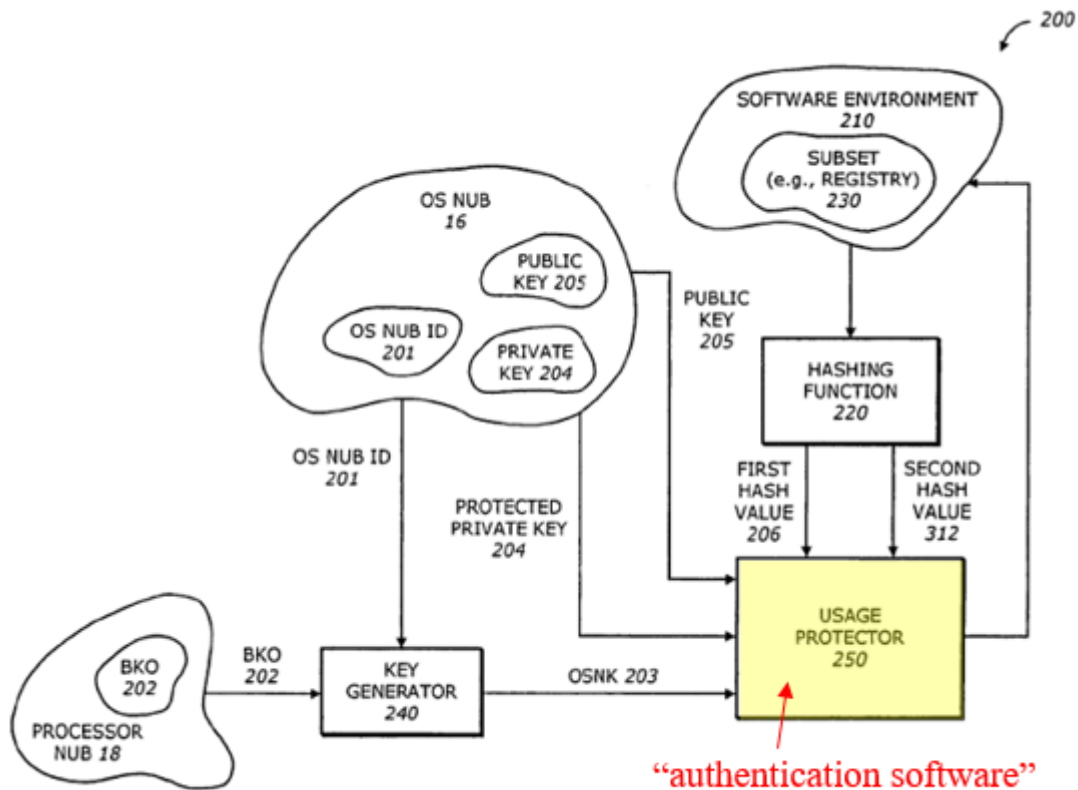 200
SOFTWARE ENVIRONMENT
210
SUBSET
(e.g., REGISTRY)
230
OS NUB
16
PUBLIC
KEY 205
OS NUB ID
201
PRIVATE
KEY 204
PUBLIC
KEY
205
HASHING
FUNCTION
220
OS NUB ID
201
PROTECTED
PRIVATE KEY
204
FIRST
HASH
VALUE
206
SECOND
HASH
VALUE
312
USAGE
PROTECTOR
250
BKO
202
PROCESSOR
NUB 18
BKO
202
KEY
GENERATOR
240
OSNK 203
“authentication software”